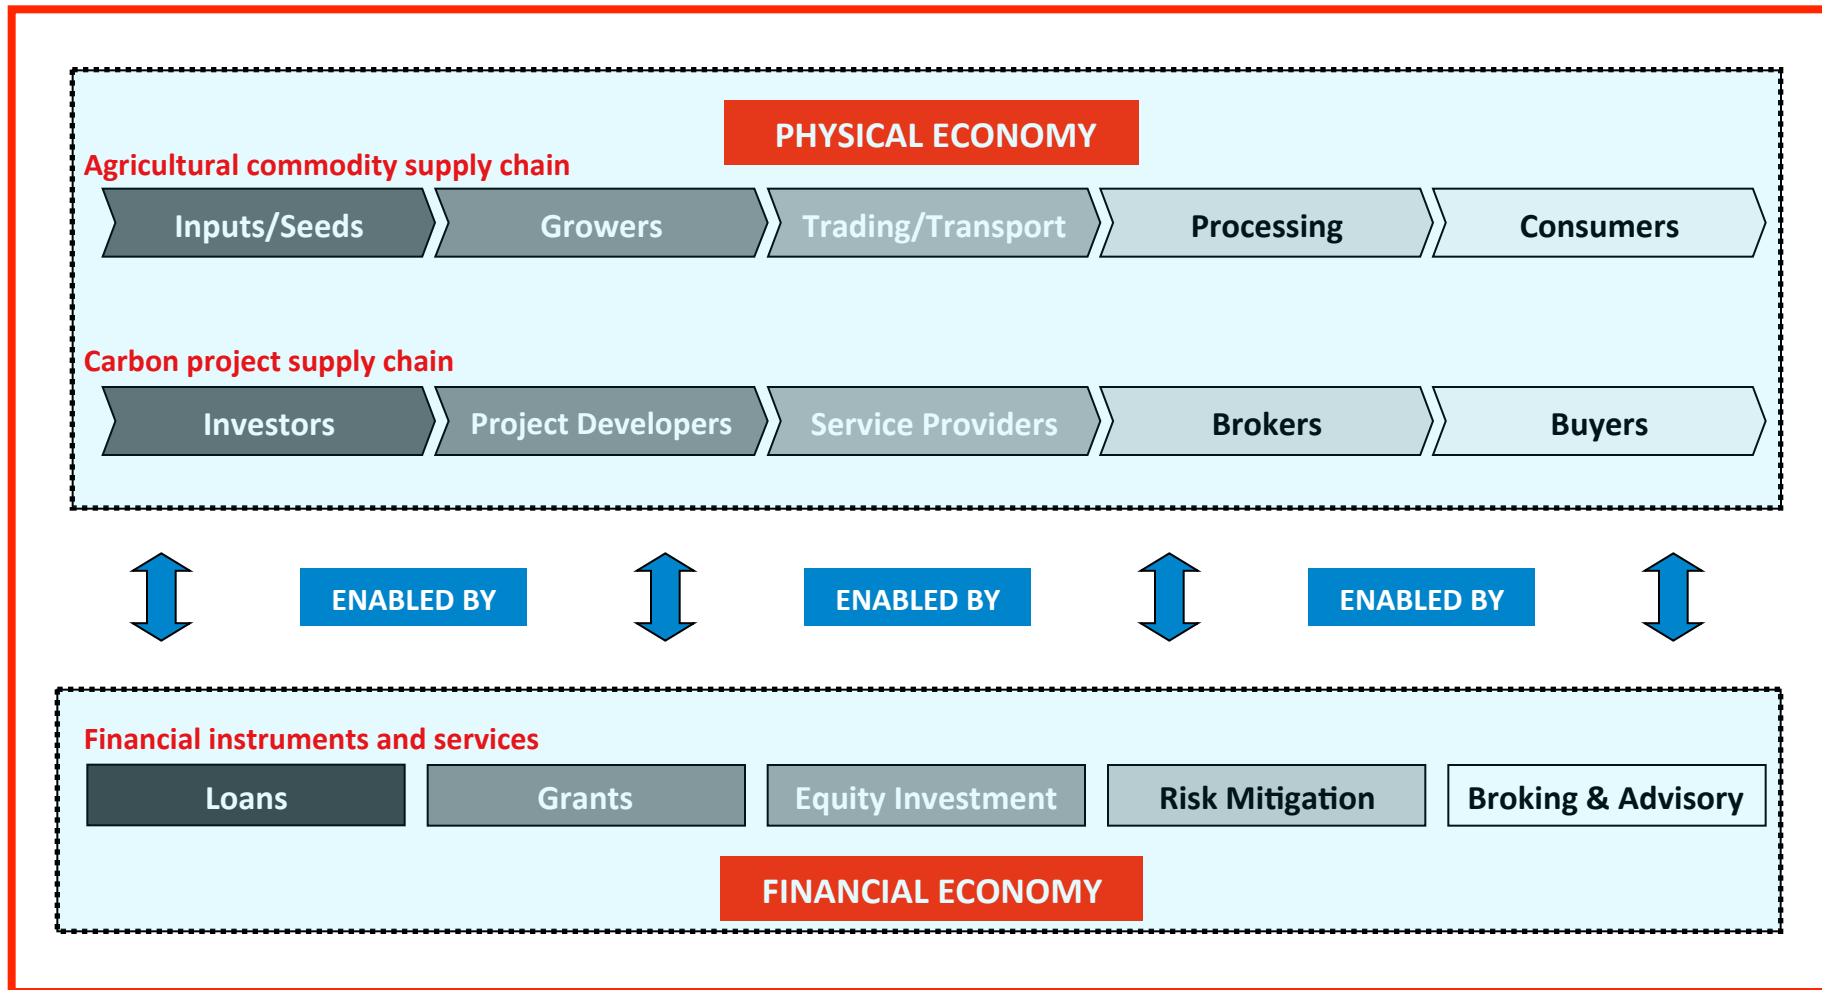 PHYSICAL ECONOMY
Agricultural commodity supply chain
Inputs/Seeds
Growers
Trading/Transport
Processing
Consumers
Carbon project supply chain
Investors
Project Developers
Service Providers
Brokers
Buyers
ENABLED BY
ENABLED BY
ENABLED BY
Financial instruments and services
Loans
Grants
Equity Investment
Risk Mitigation
Broking & Advisory
FINANCIAL ECONOMY